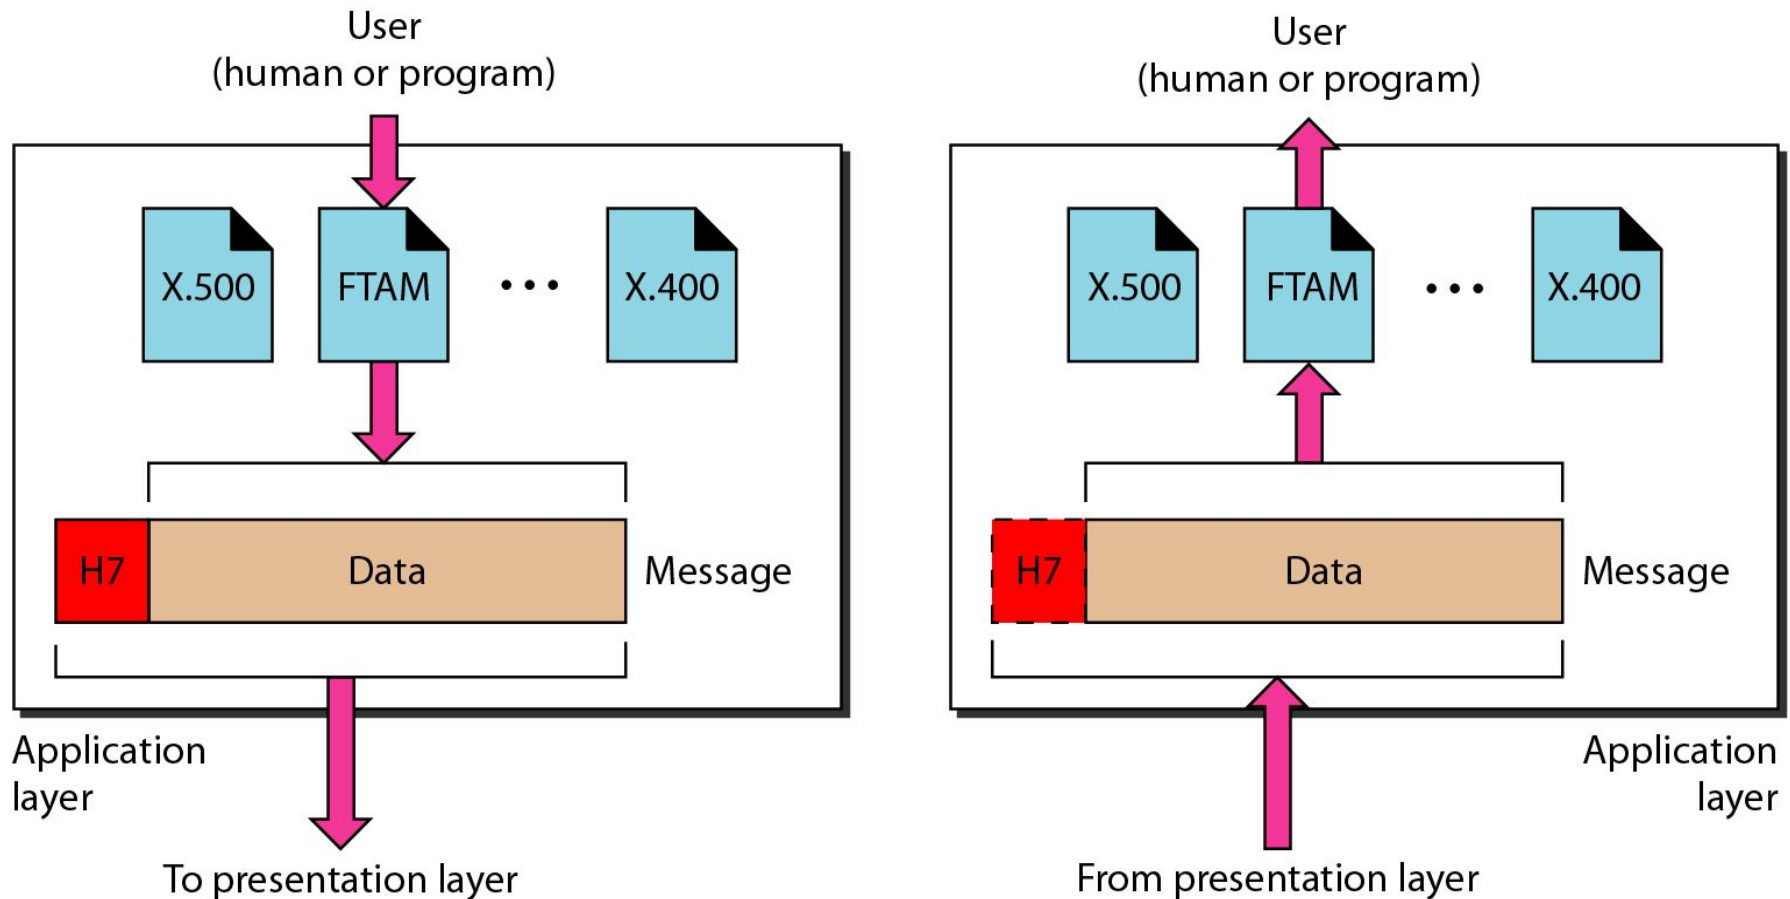 User
(human or program)
X.500
FTAM
...
X.400
H7
Data
Message
Application
layer
To presentation layer
User
(human or program)
X.500
FTAM
...
X.400
H7
Data
Message
Application
layer
From presentation layer